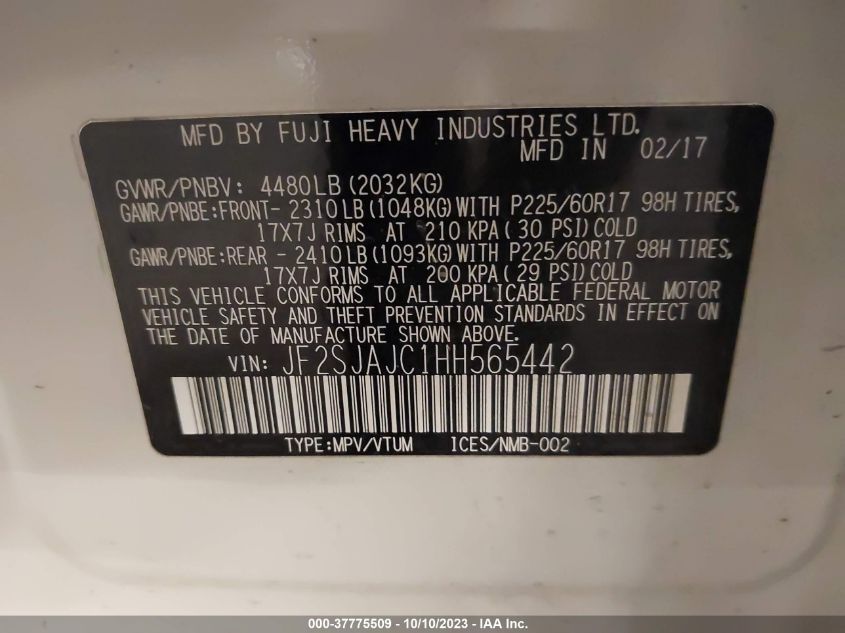 MFD BY FUJI HEAVY INDUSTRIES LTD.
MFD IN 02/17
GVWR/PNBV: 4480LB(2032KG)
GAWR/PNBE:FRONT-2310LB(1048KG)WITH P225/60R17 98H TIRES,
17X7J RIMS AT 210 KPA(30 PSI)COLD
GAWR/PNBE:REAR -2410LB(1093KG)WITH P225/60R17 98H TIRES,
17X7J RIMS AT 200 KPA(29 PSI)COLD
THIS VEHICLE CONFORMS TO ALL APPLICABLE FEDERAL MOTOR
VEHICLE SAFETY AND THEFT PREVENTION STANDARDS IN EFFECT ON
THE DATE OF MANUFACTURE SHOWN ABOVE.
VIN: JF2SJAJC1HH565442
TYPE:MPV/VTUM ICES/NMB-002
000-37775509 - 10/10/2023 - IAA Inc.